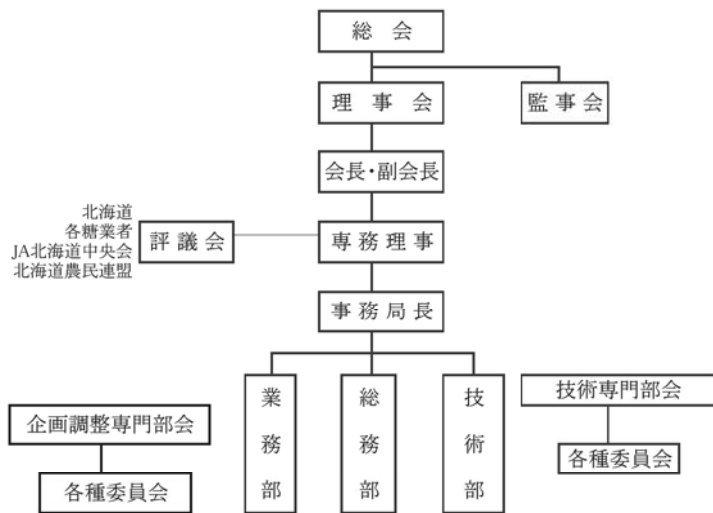 総会
理事会
監事会
会長・副会長
北海道
各糖業者
JA北海道中央会
北海道農民連盟
評議会
専務理事
事務局長
業務部
総務部
技術部
企画調整専門部会
各種委員会
技術専門部会
各種委員会